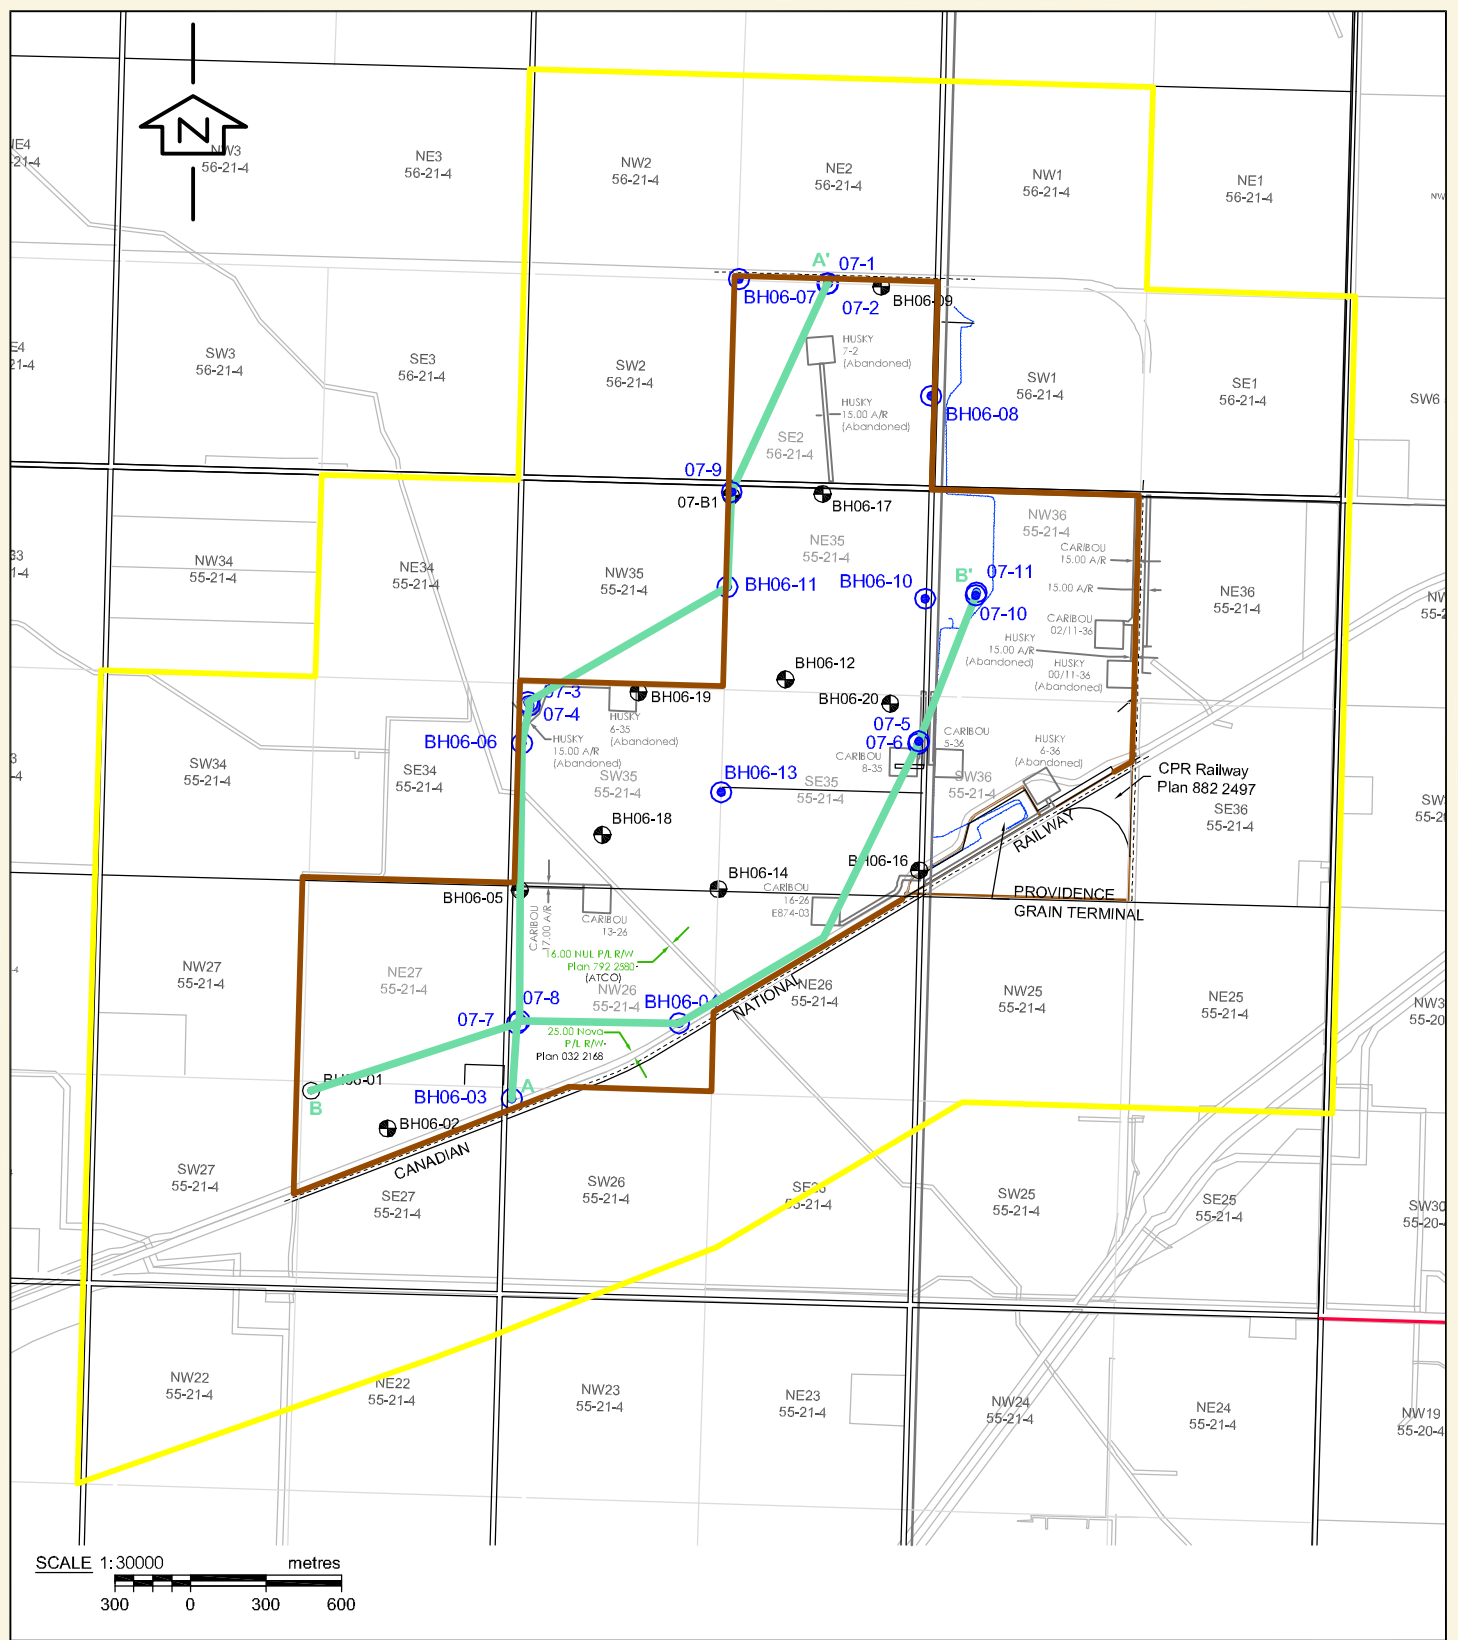 N
NW3
56-21-4
NE3
56-21-4
NW2
56-21-4
NE2
56-21-4
NW1
56-21-4
NE1
56-21-4
A'
07-1
BH06-07
07-2
BH06-09
HUSKY
7-2
(Abandoned)
SW3
56-21-4
SE3
56-21-4
SW2
56-21-4
SW1
56-21-4
SE1
56-21-4
SW6
HUSKY
15.00 A/R
(Abandoned)
BH06-08
SE2
56-21-4
07-9
07-B1
BH06-17
NW36
55-21-4
NE35
55-21-4
CARIBOU
15.00 A/R
NW34
55-21-4
NE34
55-21-4
NW35
55-21-4
BH06-11
BH06-10
B'
07-11
07-10
15.00 A/R
NE36
55-21-4
CARIBOU
02/11-36
HUSKY
15.00 A/R
(Abandoned)
HUSKY
00/11-36
(Abandoned)
BH06-12
07-3
BH06-19
BH06-20
07-4
HUSKY
6-35
(Abandoned)
07-5
BH06-06
07-6
HUSKY
15.00 A/R
(Abandoned)
CARIBOU
5-36
HUSKY
6-36
(Abandoned)
CARIBOU
8-35
SW34
55-21-4
SE34
55-21-4
SW35
55-21-4
BH06-13
SE35
55-21-4
SW36
55-21-4
CPR Railway
Plan 882 2497
SE36
55-21-4
BH06-18
RAILWAY
BH06-16
BH06-14
BH06-05
CARIBOU
16-26
E874-03
PROVIDENCE
GRAIN TERMINAL
CARIBOU
17.00 A/R
CARIBOU
13-26
16.00 NUL P/L R/W
Plan 792 2580
(ATCO)
NW27
55-21-4
NE27
55-21-4
NW26
55-21-4
NE26
55-21-4
NW25
55-21-4
NE25
55-21-4
07-8
07-7
BH06-04
NATIONAL
25.00 Nova
P/L R/W
Plan 032 2168
BH06-01
B
BH06-03
A
BH06-02
CANADIAN
SW27
55-21-4
SE27
55-21-4
SW26
55-21-4
SE26
55-21-4
SW25
55-21-4
SE25
55-21-4
SW30
55-20-
NW22
55-21-4
NE22
55-21-4
NW23
55-21-4
NE23
55-21-4
NW24
55-21-4
NE24
55-21-4
NW19
55-20-4
SCALE 1:30000 metres
300 0 300 600